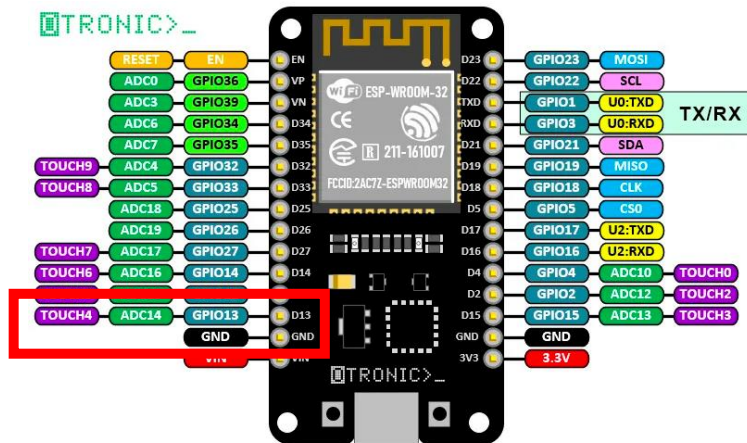 DTRONIC>_
RESET EN EN
ADC0 GPIO36 VP
ADC3 GPIO39 VN
ADC6 GPIO34 D34
ADC7 GPIO35 D35
TOUCH9 ADC4 GPIO32 D32
TOUCH8 ADC5 GPIO33 D33
ADC18 GPIO25 D25
ADC19 GPIO26 D26
TOUCH7 ADC17 GPIO27 D27
TOUCH6 ADC16 GPIO14 D14
TOUCH4 ADC14 GPIO13 D13
GND GND
VIN VIN
WiFi ESP-WROOM-32
CE
R 211-161007
FCCID:2AC7Z-ESPWROOM32
D23 GPIO23 MOSI
D22 GPIO22 SCL
TXD GPIO1 U0:TXD
RXD GPIO3 U0:RXD
TX/RX
D21 GPIO21 SDA
D19 GPIO19 MISO
D18 GPIO18 CLK
D5 GPIO5 CS0
D17 GPIO17 U2:TXD
D16 GPIO16 U2:RXD
D4 GPIO4 ADC10 TOUCH0
D2 GPIO2 ADC12 TOUCH2
D15 GPIO15 ADC13 TOUCH3
GND GND
3V3 3.3V
DTRONIC>_